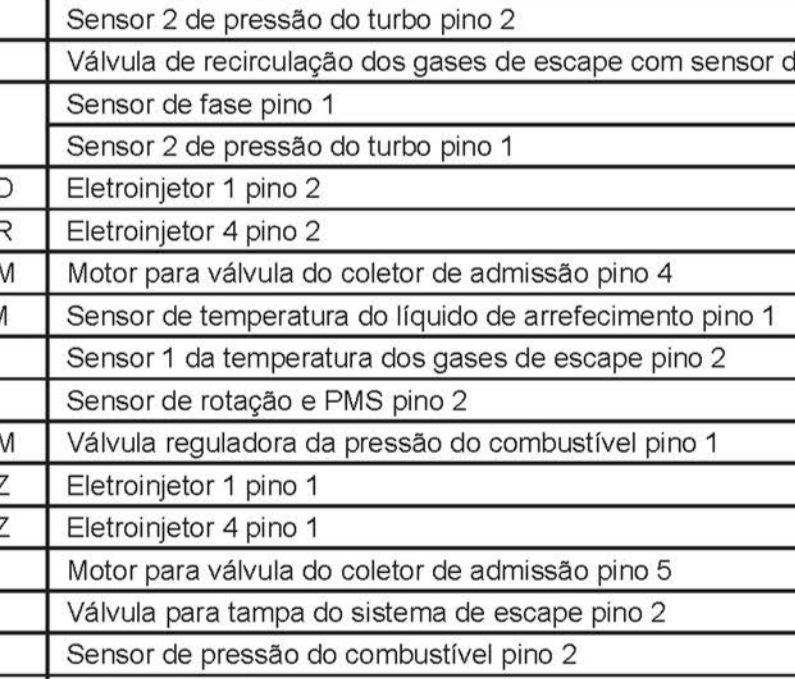 Sensor 2 de pressão do turbo pino 2
Válvula de recirculação dos gases de escape com sensor d
Sensor de fase pino 1
Sensor 2 de pressão do turbo pino 1
D Eletroinjetor 1 pino 2
R Eletroinjetor 4 pino 2
M Motor para válvula do coletor de admissão pino 4
M Sensor de temperatura do líquido de arrefecimento pino 1
Sensor 1 da temperatura dos gases de escape pino 2
Sensor de rotação e PMS pino 2
M Válvula reguladora da pressão do combustível pino 1
Z Eletroinjetor 1 pino 1
Z Eletroinjetor 4 pino 1
Motor para válvula do coletor de admissão pino 5
Válvula para tampa do sistema de escape pino 2
Sensor de pressão do combustível pino 2